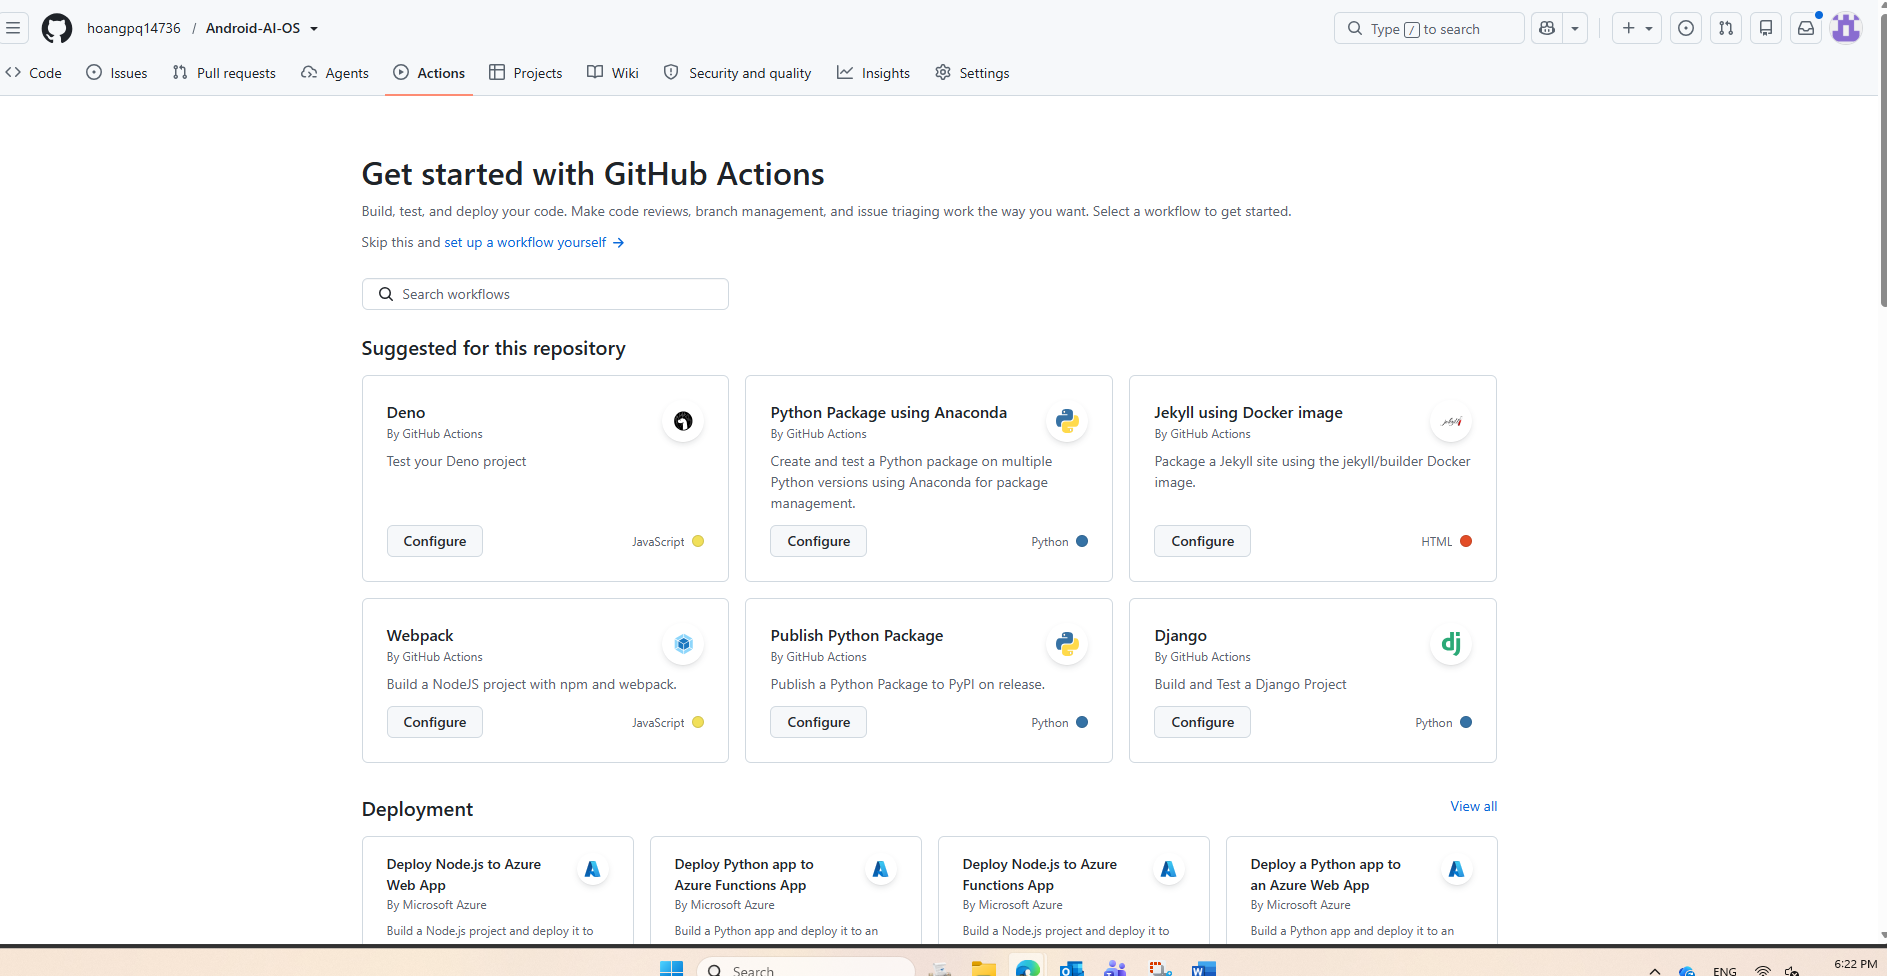 hoangpq14736 / Android-AI-OS
Type / to search
Code Issues Pull requests Agents Actions Projects Wiki Security and quality Insights Settings
Get started with GitHub Actions
Build, test, and deploy your code. Make code reviews, branch management, and issue triaging work the way you want. Select a workflow to get started.
Skip this and set up a workflow yourself →
Search workflows
Suggested for this repository
Deno
By GitHub Actions
Test your Deno project
Configure
JavaScript
Python Package using Anaconda
By GitHub Actions
Create and test a Python package on multiple
Python versions using Anaconda for package
management.
Configure
Python
Jekyll using Docker image
By GitHub Actions
Package a Jekyll site using the jekyll/builder Docker
image.
Configure
HTML
Webpack
By GitHub Actions
Build a NodeJS project with npm and webpack.
Configure
JavaScript
Publish Python Package
By GitHub Actions
Publish a Python Package to PyPI on release.
Configure
Python
Django
By GitHub Actions
Build and Test a Django Project
Configure
Python
Deployment
View all
Deploy Node.js to Azure
Web App
By Microsoft Azure
Build a Node.js project and deploy it to
Deploy Python app to
Azure Functions App
By Microsoft Azure
Build a Python app and deploy it to an
Deploy Node.js to Azure
Functions App
By Microsoft Azure
Build a Node.js project and deploy it to
Deploy a Python app to
an Azure Web App
By Microsoft Azure
Build a Python app and deploy it to an
Search
ENG
6:22 PM